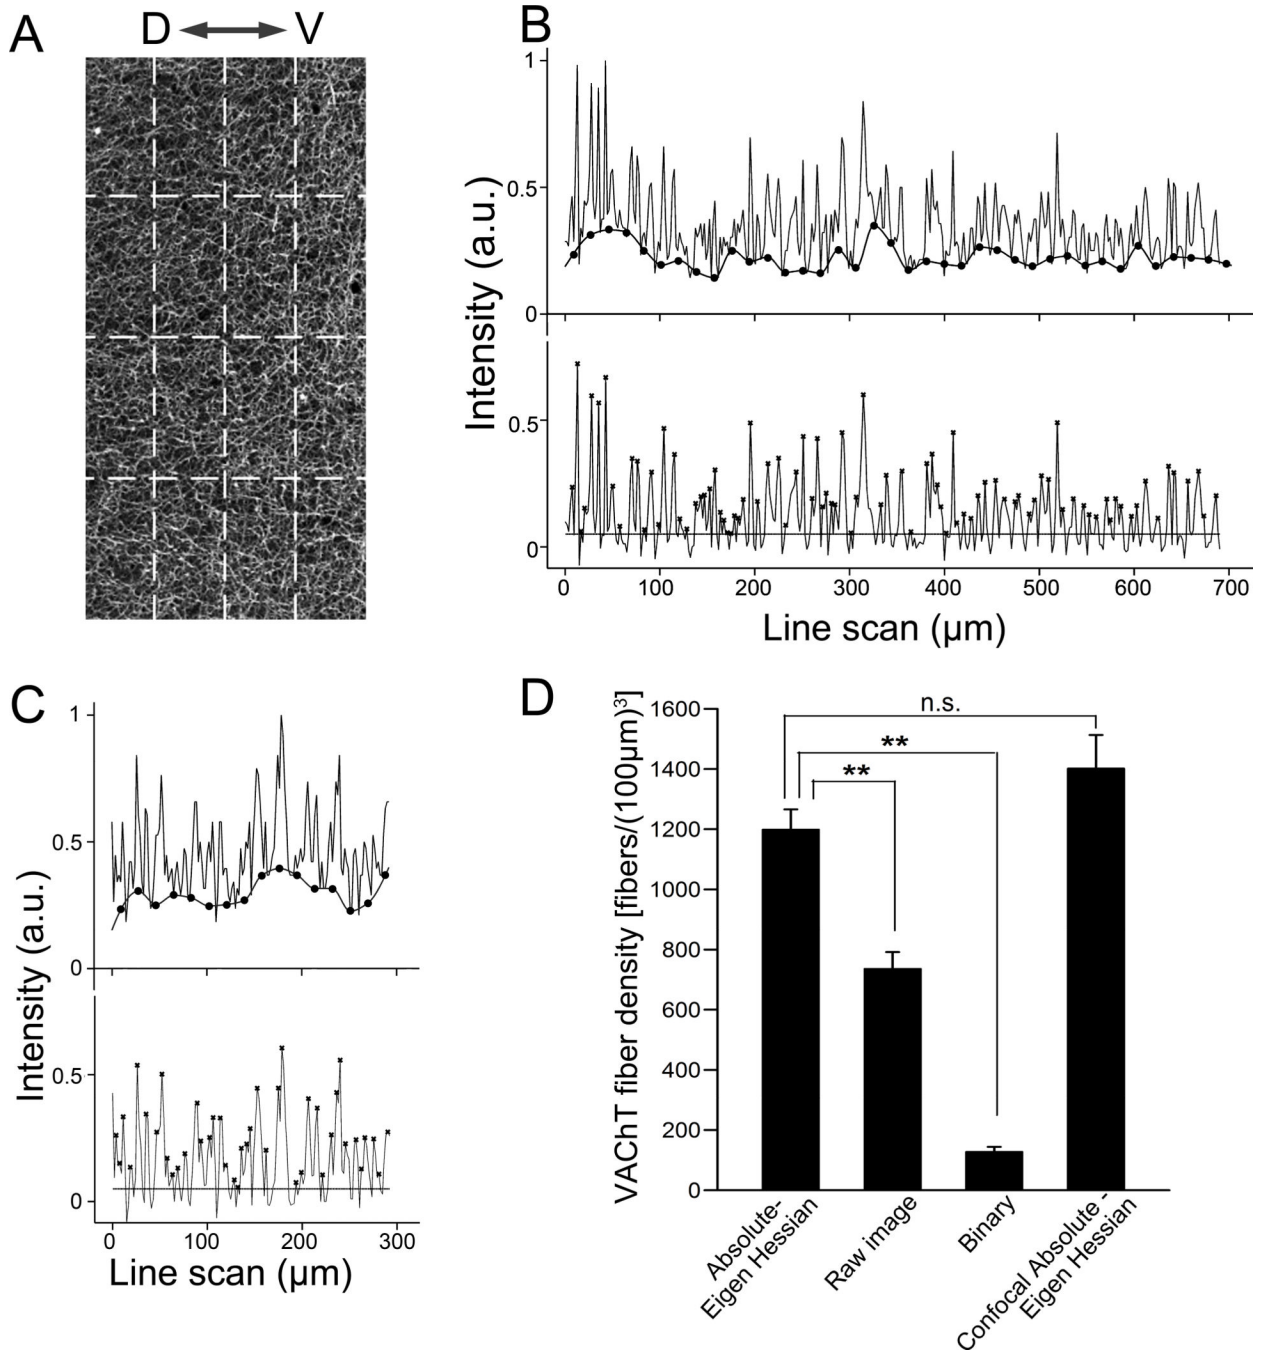 A
D V
B
1
0.5
0
Intensity (a.u.)
0.5
0
0 100 200 300 400 500 600 700
Line scan (µm)
C
1
0.5
0
Intensity (a.u.)
0.5
0
0 100 200 300
Line scan (µm)
D
VAChT fiber density [fibers/(100µm)³]
1600
1400
1200
1000
800
600
400
200
0
n.s.
**
**
Absolute-
Eigen Hessian
Raw image
Binary
Confocal Absolute -
Eigen Hessian